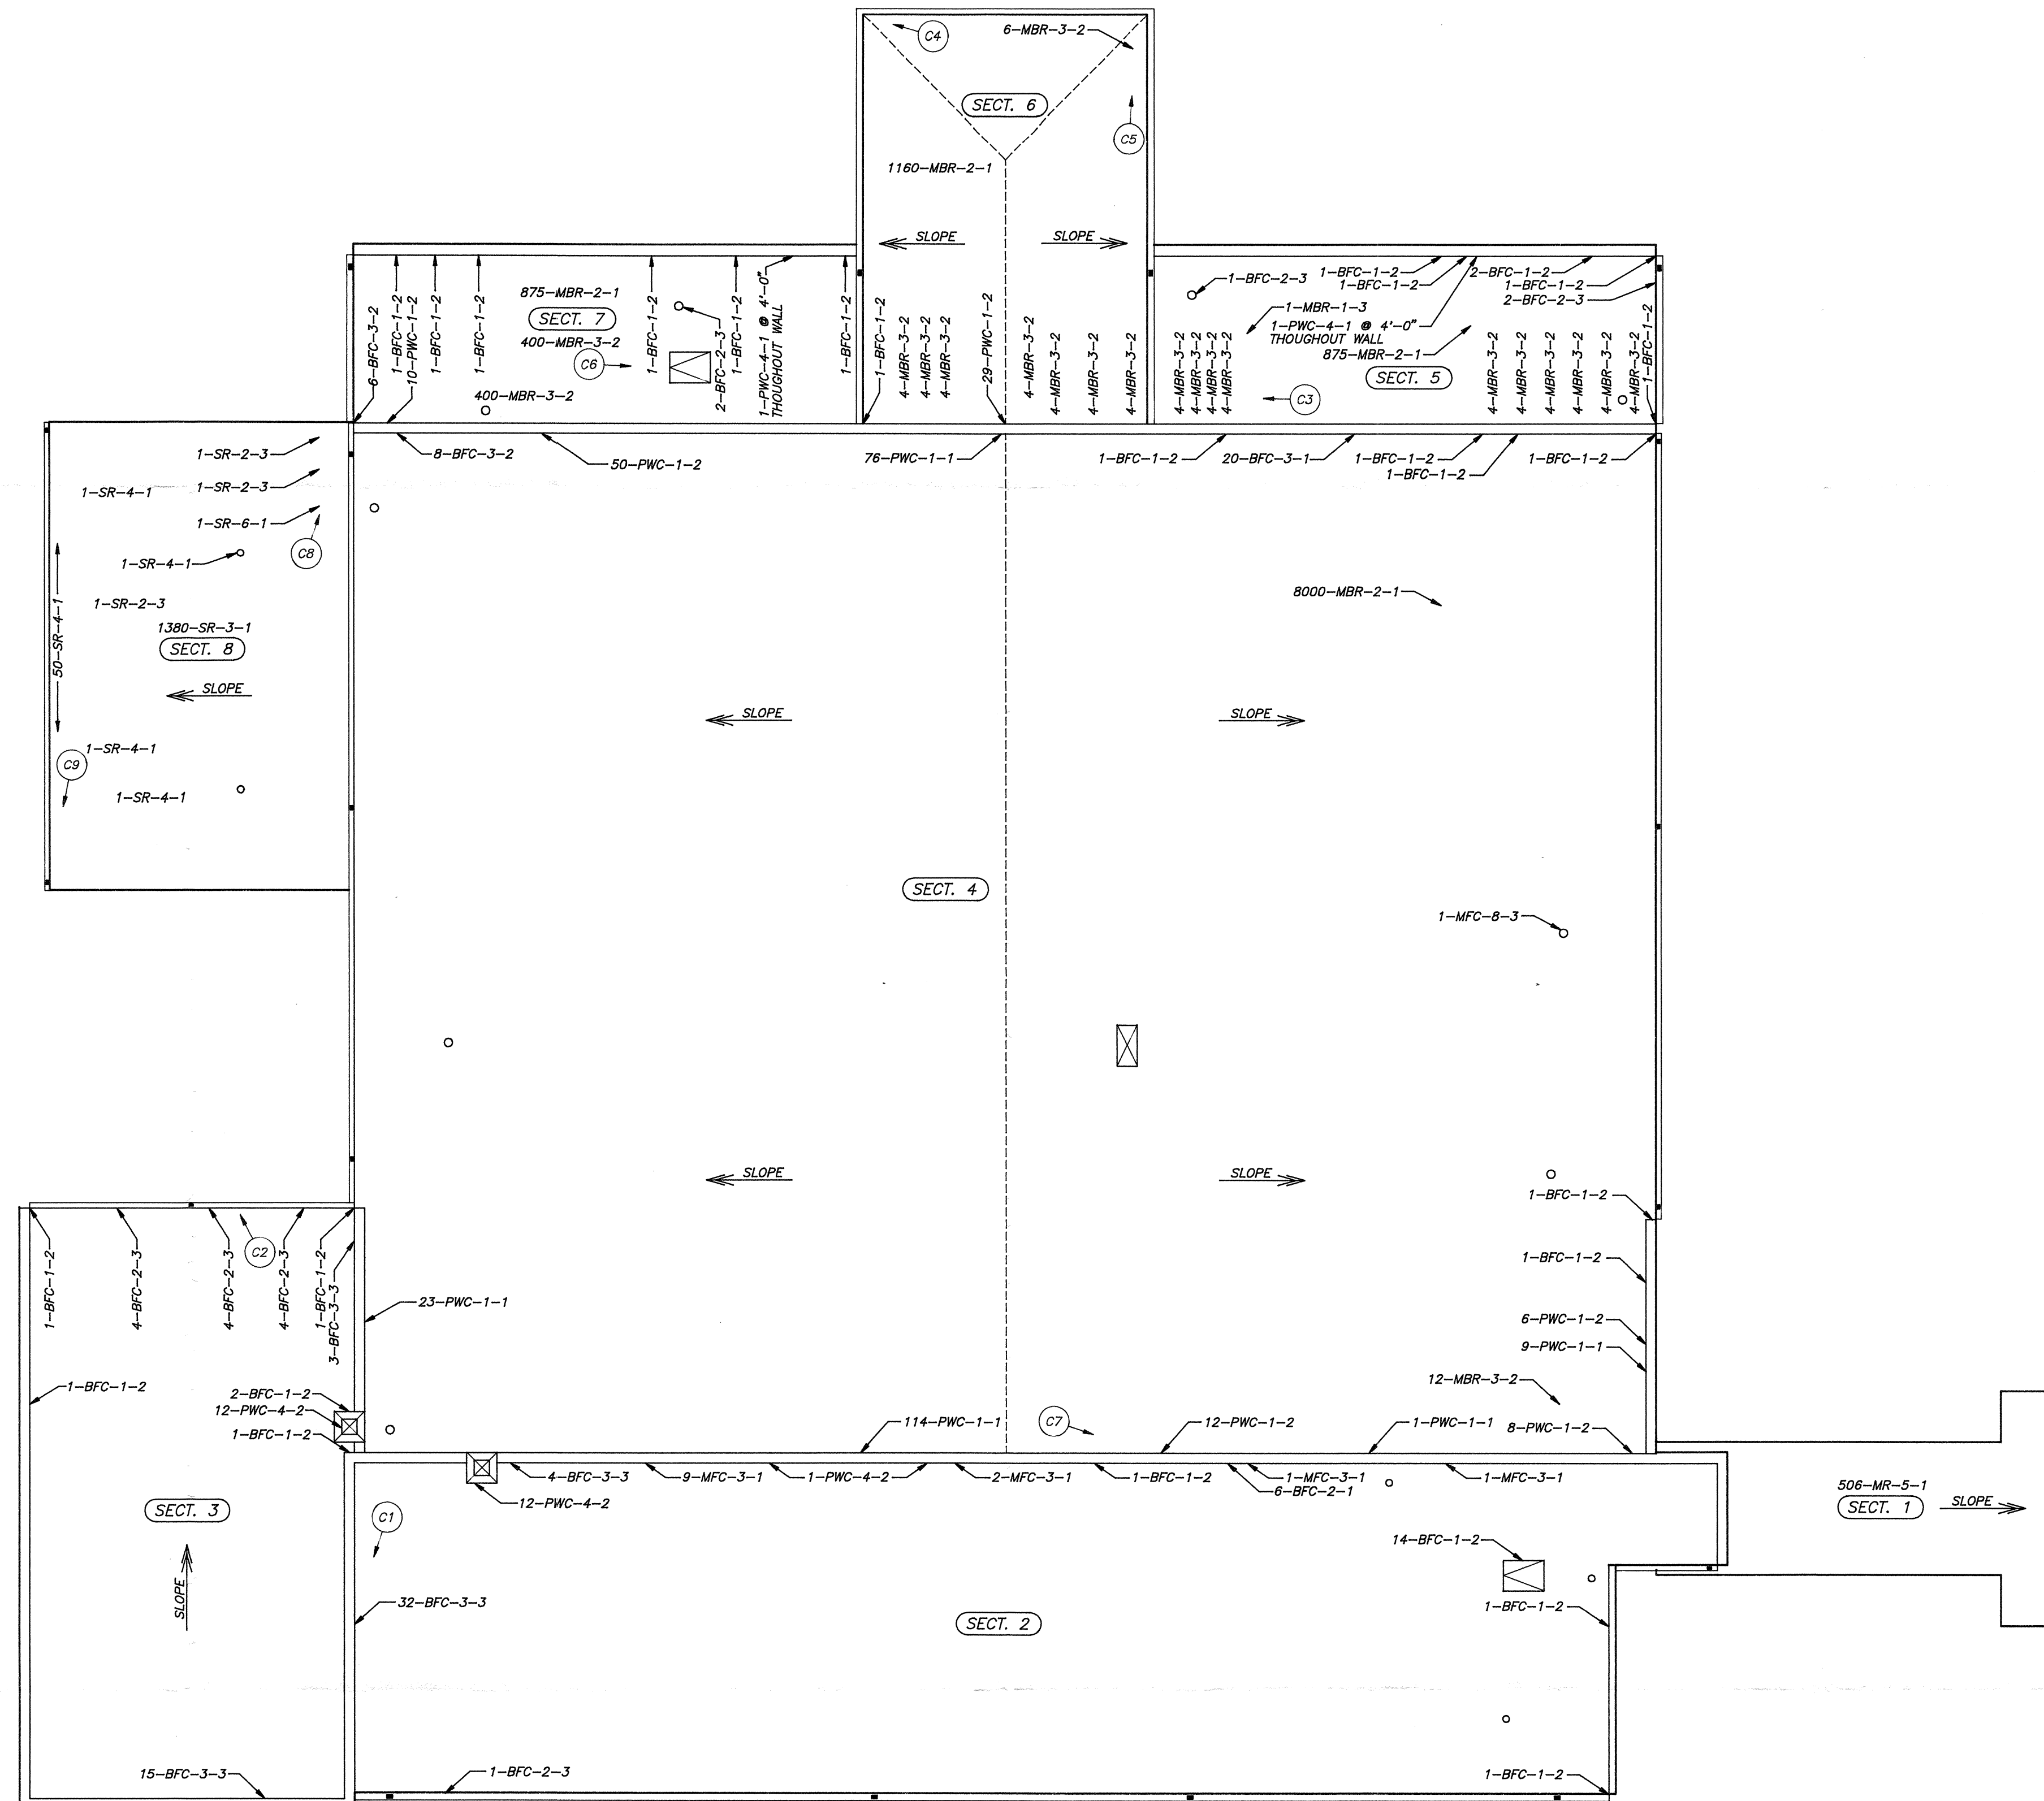 C4
6-MBR-3-2
SECT. 6
C5
1160-MBR-2-1
SLOPE
SLOPE
6-BFC-3-2
1-BFC-1-2
10-PWC-1-2
1-BFC-1-2
1-BFC-1-2
875-MBR-2-1
SECT. 7
400-MBR-3-2
C6
400-MBR-3-2
1-BFC-1-2
2-BFC-2-3
1-BFC-1-2
1-PWC-4-1 @ 4'-0"
THOUGHOUT WALL
1-BFC-1-2
1-BFC-1-2
4-MBR-3-2
4-MBR-3-2
4-MBR-3-2
29-PWC-1-2
4-MBR-3-2
4-MBR-3-2
4-MBR-3-2
4-MBR-3-2
1-BFC-2-3
1-BFC-1-2
1-BFC-1-2
2-BFC-1-2
1-BFC-1-2
2-BFC-2-3
1-MBR-1-3
1-PWC-4-1 @ 4'-0"
THOUGHOUT WALL
875-MBR-2-1
SECT. 5
C3
4-MBR-3-2
4-MBR-3-2
4-MBR-3-2
4-MBR-3-2
4-MBR-3-2
4-MBR-3-2
4-MBR-3-2
4-MBR-3-2
4-MBR-3-2
4-MBR-3-2
1-BFC-1-2
8-BFC-3-2
50-PWC-1-2
76-PWC-1-1
1-BFC-1-2
20-BFC-3-1
1-BFC-1-2
1-BFC-1-2
1-BFC-1-2
1-SR-2-3
1-SR-4-1
1-SR-2-3
1-SR-6-1
C8
1-SR-4-1
50-SR-4-1
1-SR-2-3
1380-SR-3-1
SECT. 8
SLOPE
1-SR-4-1
C9
1-SR-4-1
8000-MBR-2-1
SLOPE
SLOPE
SECT. 4
1-MFC-8-3
SLOPE
SLOPE
1-BFC-1-2
1-BFC-1-2
6-PWC-1-2
9-PWC-1-1
12-MBR-3-2
1-BFC-1-2
4-BFC-2-3
4-BFC-2-3
C2
4-BFC-2-3
1-BFC-1-2
3-BFC-3-3
23-PWC-1-1
1-BFC-1-2
2-BFC-1-2
12-PWC-4-2
1-BFC-1-2
114-PWC-1-1
C7
12-PWC-1-2
1-PWC-1-1
8-PWC-1-2
4-BFC-3-3
9-MFC-3-1
1-PWC-4-2
2-MFC-3-1
1-BFC-1-2
1-MFC-3-1
6-BFC-2-1
1-MFC-3-1
12-PWC-4-2
C1
SECT. 3
SLOPE
506-MR-5-1
SECT. 1
SLOPE
14-BFC-1-2
32-BFC-3-3
1-BFC-1-2
SECT. 2
15-BFC-3-3
1-BFC-2-3
1-BFC-1-2